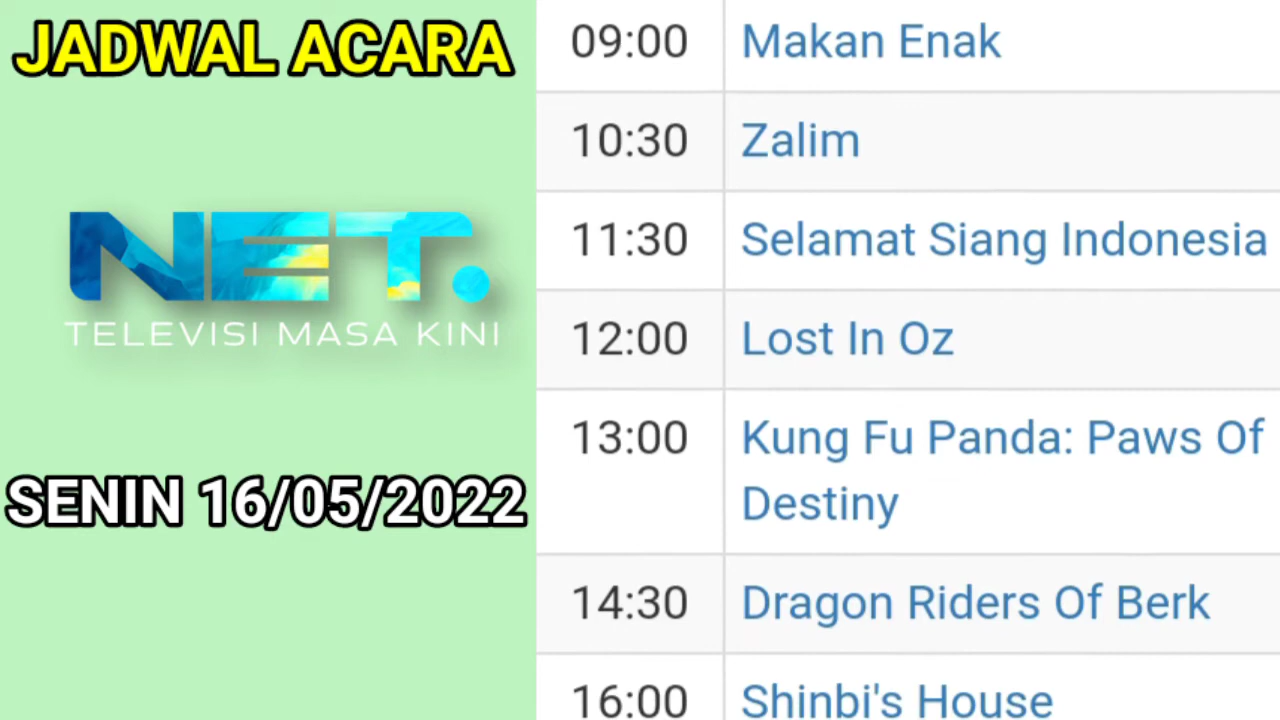 JADWAL ACARA
NET.
TELEVISI MASA KINI
SENIN 16/05/2022
09:00 Makan Enak
10:30 Zalim
11:30 Selamat Siang Indonesia
12:00 Lost In Oz
13:00 Kung Fu Panda: Paws Of
Destiny
14:30 Dragon Riders Of Berk
16:00 Shinbi's House